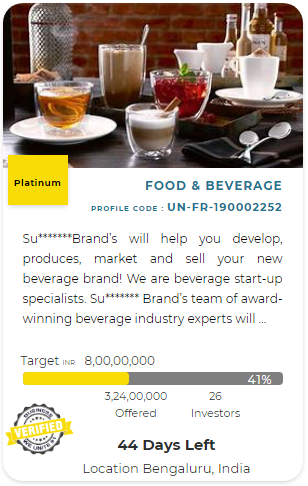 Platinum
FOOD & BEVERAGE
PROFILE CODE : UN-FR-190002252
Su*******Brand's will help you develop,
produces, market and sell your new
beverage brand! We are beverage start-up
specialists. Su******* Brand's team of award-
winning beverage industry experts will ...
Target INR 8,00,00,000
41%
3,24,00,000 26
Offered Investors
BUSINESS
VERIFIED
WE UNITE IT
44 Days Left
Location Bengaluru, India